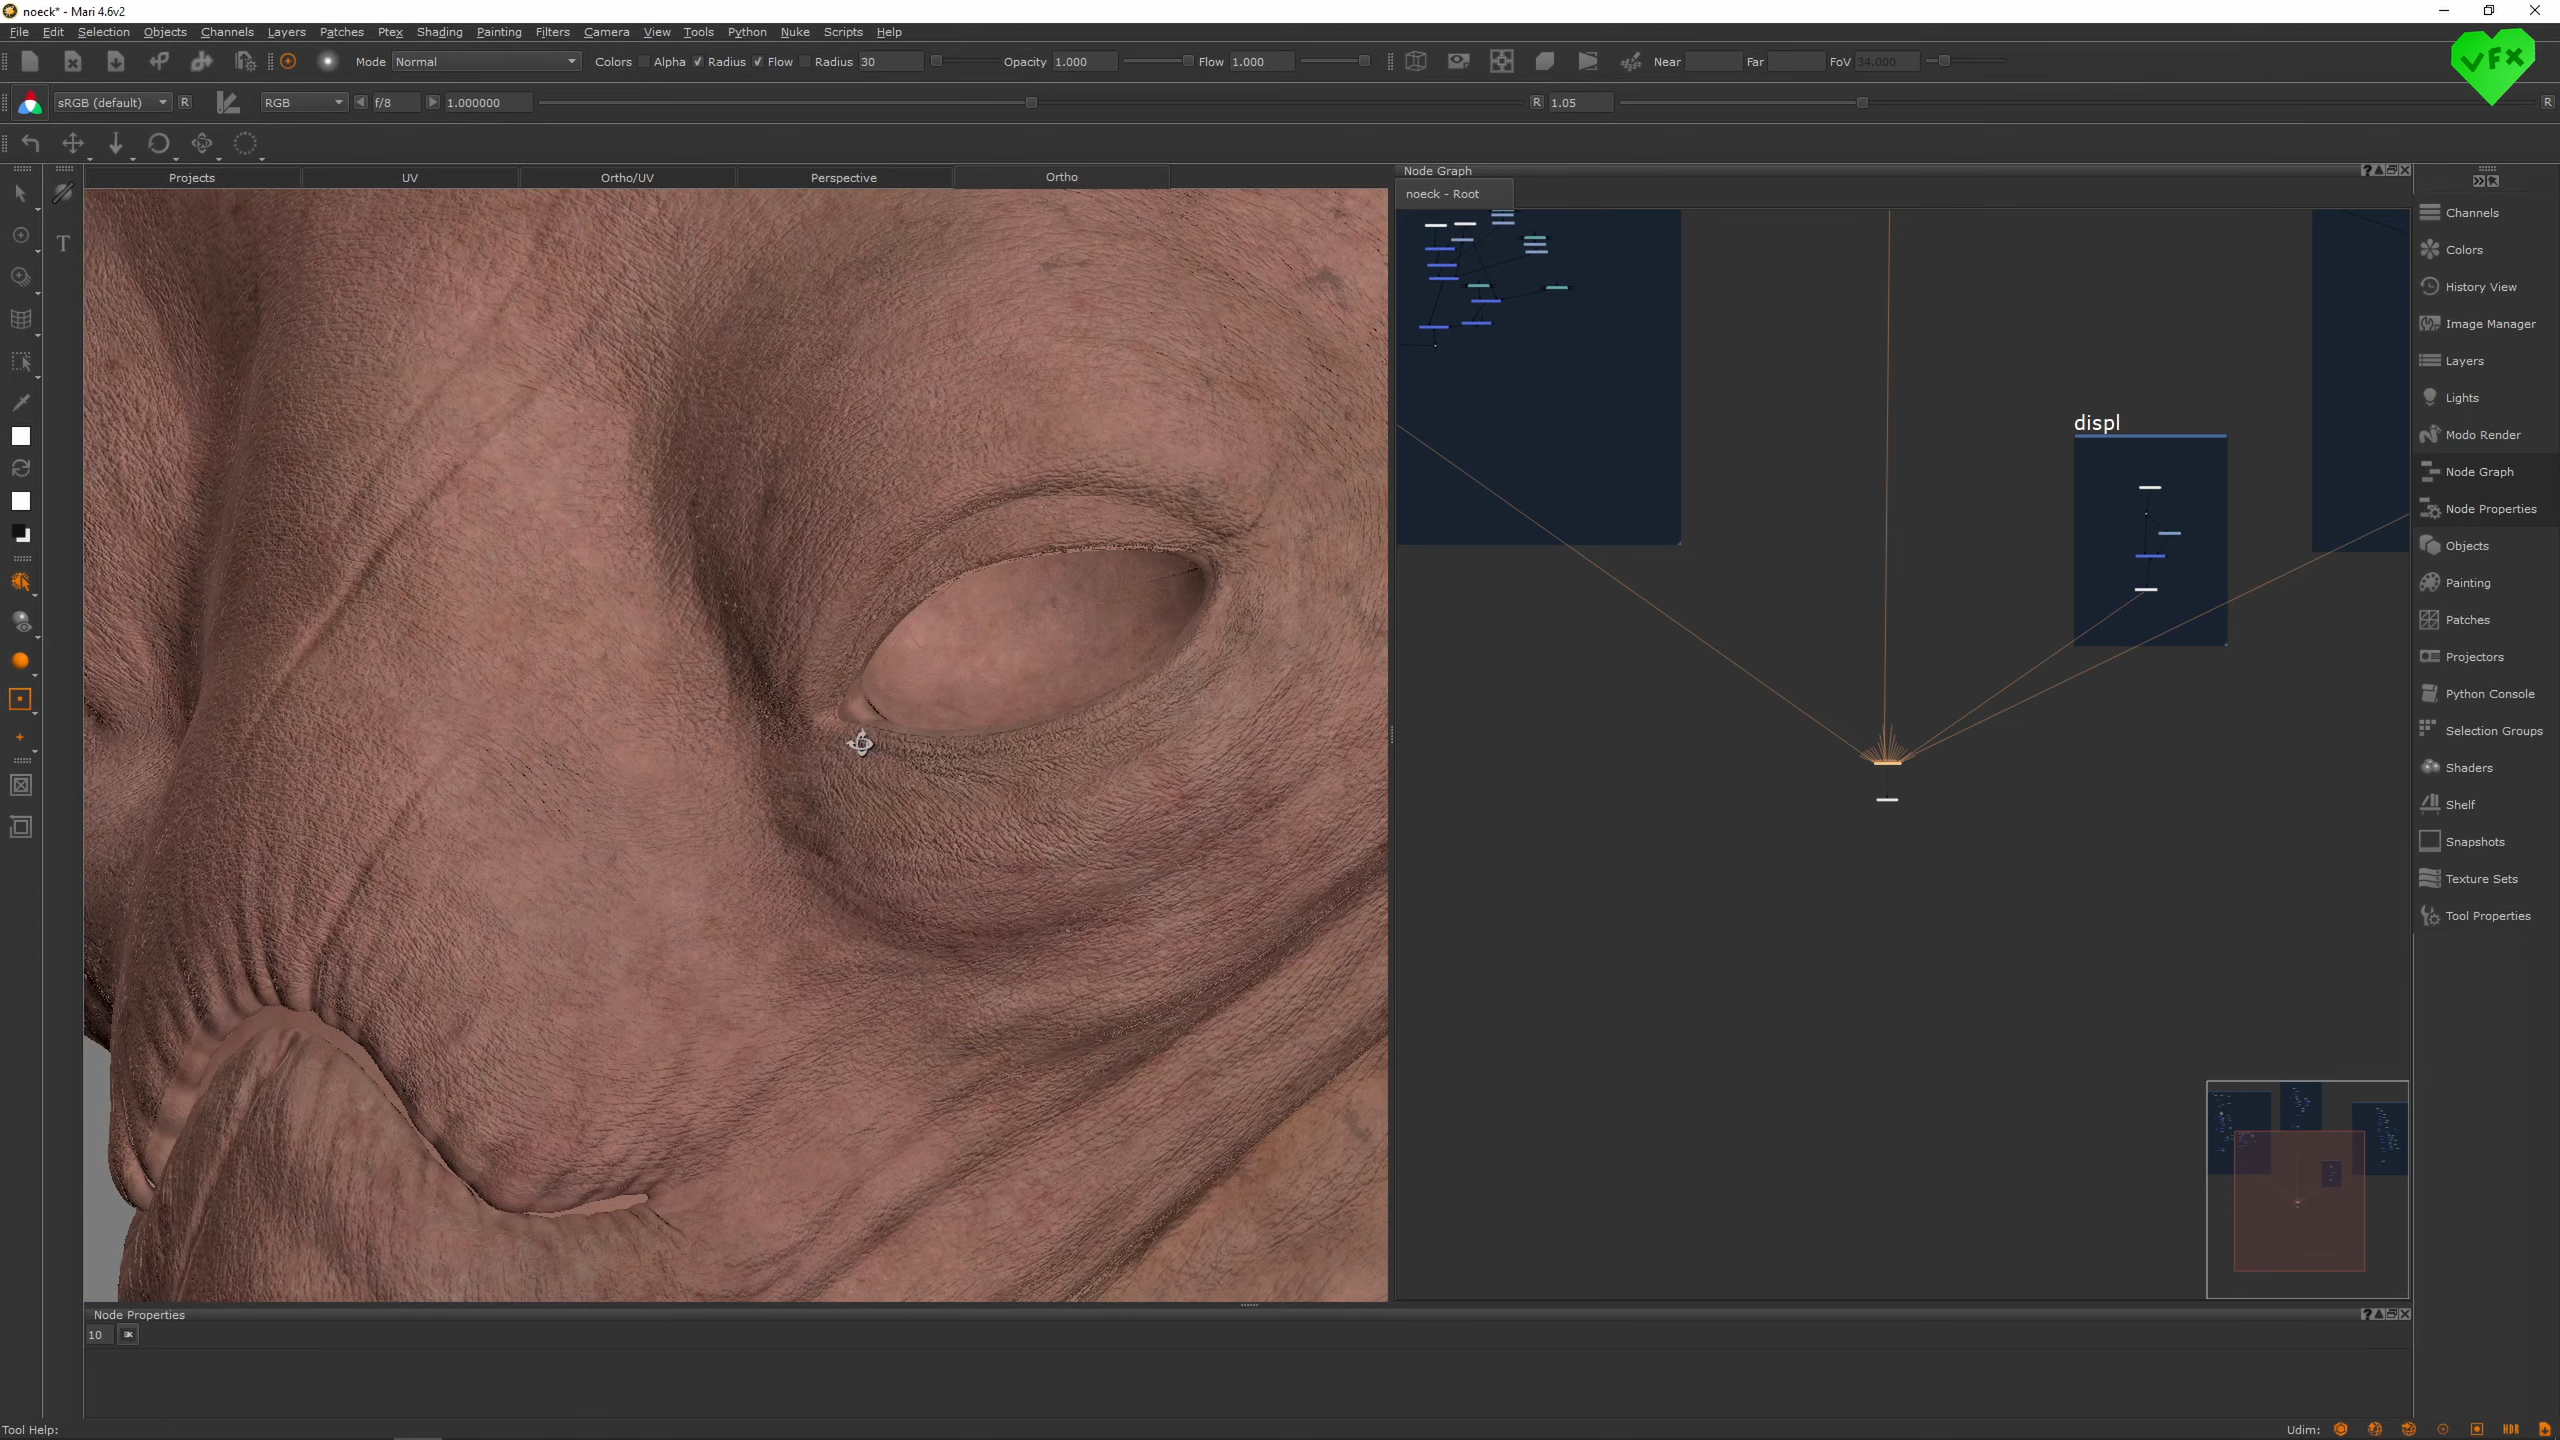 noeck* - Mari 4.6v2
File Edit Selection Objects Channels Layers Patches Ptex Shading Painting Filters Camera View Tools Python Nuke Scripts Help
Mode Normal Colors Alpha Radius Flow Radius 30 Opacity 1.000 Flow 1.000 Near Far FoV 34.000
VFX
sRGB (default) R RGB f/8 1.000000 R 1.05 R
Projects UV Ortho/UV Perspective Ortho
Node Graph
noeck - Root
T
displ
Channels
Colors
History View
Image Manager
Layers
Lights
Modo Render
Node Graph
Node Properties
Objects
Painting
Patches
Projectors
Python Console
Selection Groups
Shaders
Shelf
Snapshots
Texture Sets
Tool Properties
Node Properties
10
Tool Help:
Udim:
HDR